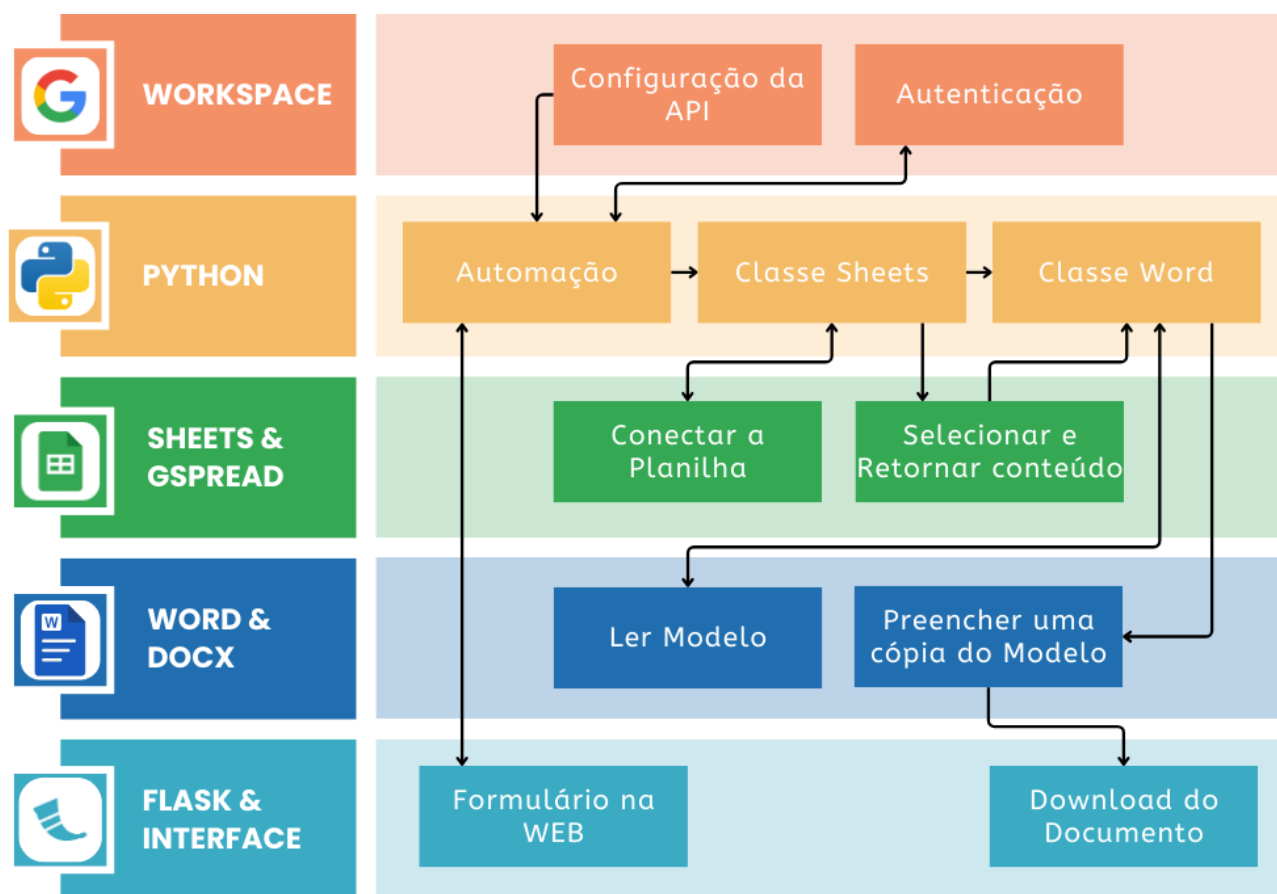 WORKSPACE
Configuração da
API
Autenticação
PYTHON
Automação
Classe Sheets
Classe Word
SHEETS &
GSPREAD
Conectar a
Planilha
Selecionar e
Retornar conteúdo
W
WORD &
DOCX
Ler Modelo
Preencher uma
cópia do Modelo
FLASK &
INTERFACE
Formulário na
WEB
Download do
Documento